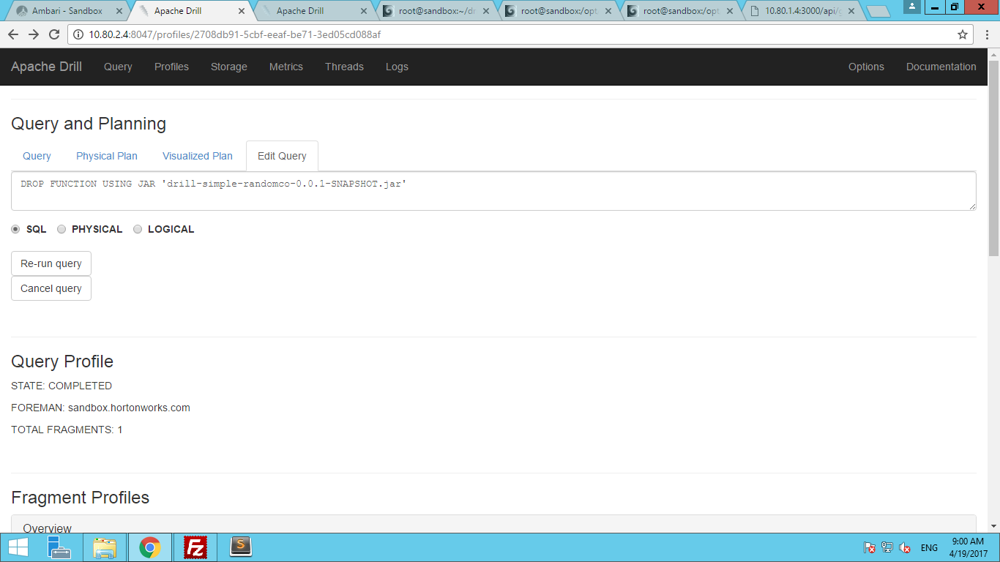 Ambari - Sandbox
Apache Drill
Apache Drill
root@sandbox:~/dr
root@sandbox:/opt
root@sandbox:/opt
10.80.1.4:3000/api/
10.80.2.4:8047/profiles/2708db91-5cbf-eeaf-be71-3ed05cd088af
Apache Drill Query Profiles Storage Metrics Threads Logs Options Documentation
Query and Planning
Query Physical Plan Visualized Plan Edit Query
DROP FUNCTION USING JAR 'drill-simple-randomco-0.0.1-SNAPSHOT.jar'
SQL PHYSICAL LOGICAL
Re-run query
Cancel query
Query Profile
STATE: COMPLETED
FOREMAN: sandbox.hortonworks.com
TOTAL FRAGMENTS: 1
Fragment Profiles
Overview
Fz
S
ENG
9:00 AM
4/19/2017